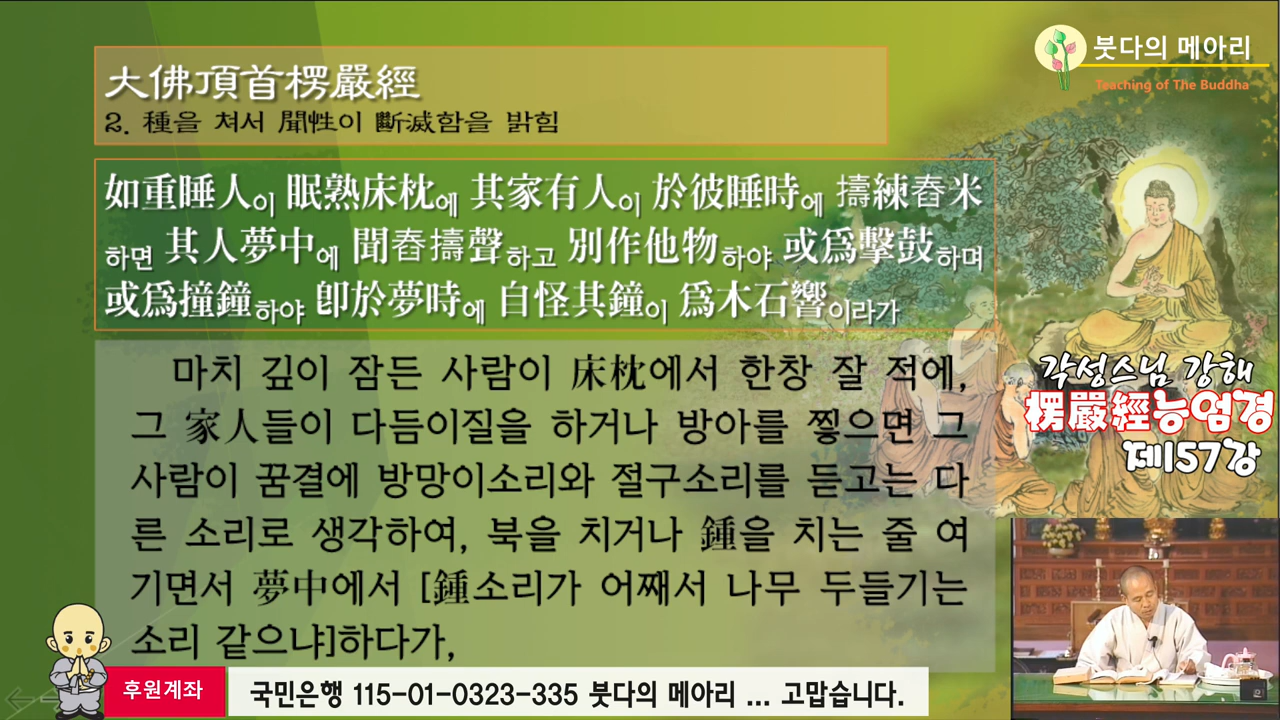 大佛頂首楞嚴經
2. 種을 쳐서 聞性이 斷滅함을 밝힘
如重睡人이 眠熟床枕에 其家有人이 於彼睡時에 擣練舂米
하면 其人夢中에 聞舂擣聲하고 別作他物하야 或爲擊鼓하며
或爲撞鐘하야 卽於夢時에 自怪其鐘이 爲木石響이라가
마치 깊이 잠든 사람이 床枕에서 한창 잘 적에,
그 家人들이 다듬이질을 하거나 방아를 찧으면 그
사람이 꿈결에 방망이소리와 절구소리를 듣고는 다
른 소리로 생각하여, 북을 치거나 鍾을 치는 줄 여
기면서 夢中에서 [鍾소리가 어째서 나무 두들기는
소리 같으냐]하다가,
붓다의 메아리
Teaching of The Buddha
각성스님 강해
楞嚴經능엄경
제157강
후원계좌
국민은행 115-01-0323-335 붓다의 메아리 ... 고맙습니다.